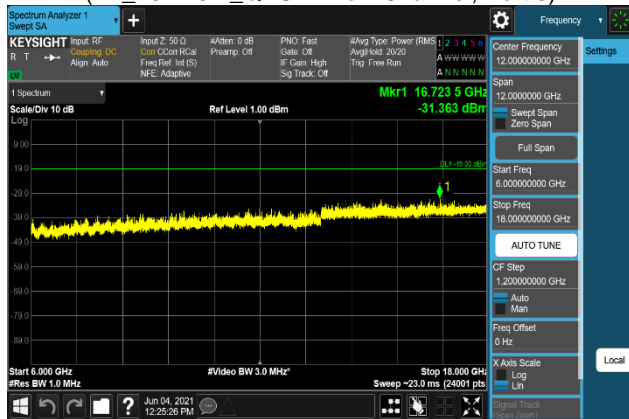 Spectrum Analyzer 1
Swept SA
+
Frequency
KEYSIGHT
R T
LXI
Input: RF
Coupling: DC
Align: Auto
Input Z: 50 Ω
Corr CCorr RCal
Freq Ref: Int (S)
NFE: Adaptive
#Atten: 0 dB
Preamp: Off
PNO: Fast
Gate: Off
IF Gain: High
Sig Track: Off
#Avg Type: Power (RMS)
Avg|Hold: 20/20
Trig: Free Run
1 2 3 4 5 6
A W W W W W
A N N N N N
1 Spectrum
Scale/Div 10 dB
Ref Level 1.00 dBm
Mkr1 16.723 5 GHz
-31.363 dBm
Log
-9.00
-19.0
-29.0
-39.0
-49.0
-59.0
-69.0
-79.0
-89.0
DL1 -19.00 dBm
1
Start 6.000 GHz
#Res BW 1.0 MHz
#Video BW 3.0 MHz*
Stop 18.000 GHz
Sweep ~23.0 ms (24001 pts
?
Jun 04, 2021
12:25:26 PM
Center Frequency
12.000000000 GHz
Span
12.0000000 GHz
Swept Span
Zero Span
Full Span
Start Freq
6.000000000 GHz
Stop Freq
18.000000000 GHz
AUTO TUNE
CF Step
1.200000000 GHz
Auto
Man
Freq Offset
0 Hz
X Axis Scale
Log
Lin
Signal Track
(Span Zoom)
Settings
Local